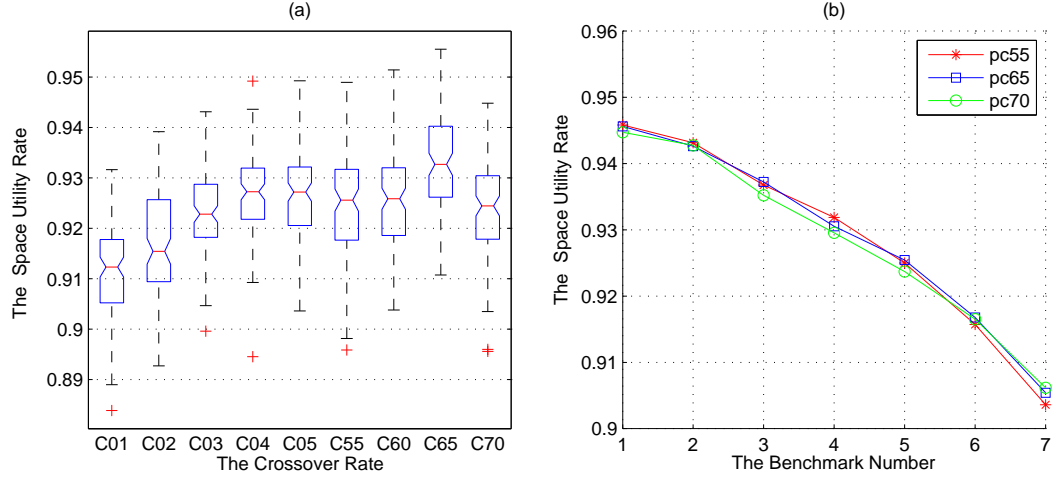 (a)
The Space Utility Rate
0.95
0.94
0.93
0.92
0.91
0.9
0.89
C01 C02 C03 C04 C05 C55 C60 C65 C70
The Crossover Rate
(b)
The Space Utility Rate
0.96
0.95
0.94
0.93
0.92
0.91
0.9
1 2 3 4 5 6 7
The Benchmark Number
pc55
pc65
pc70